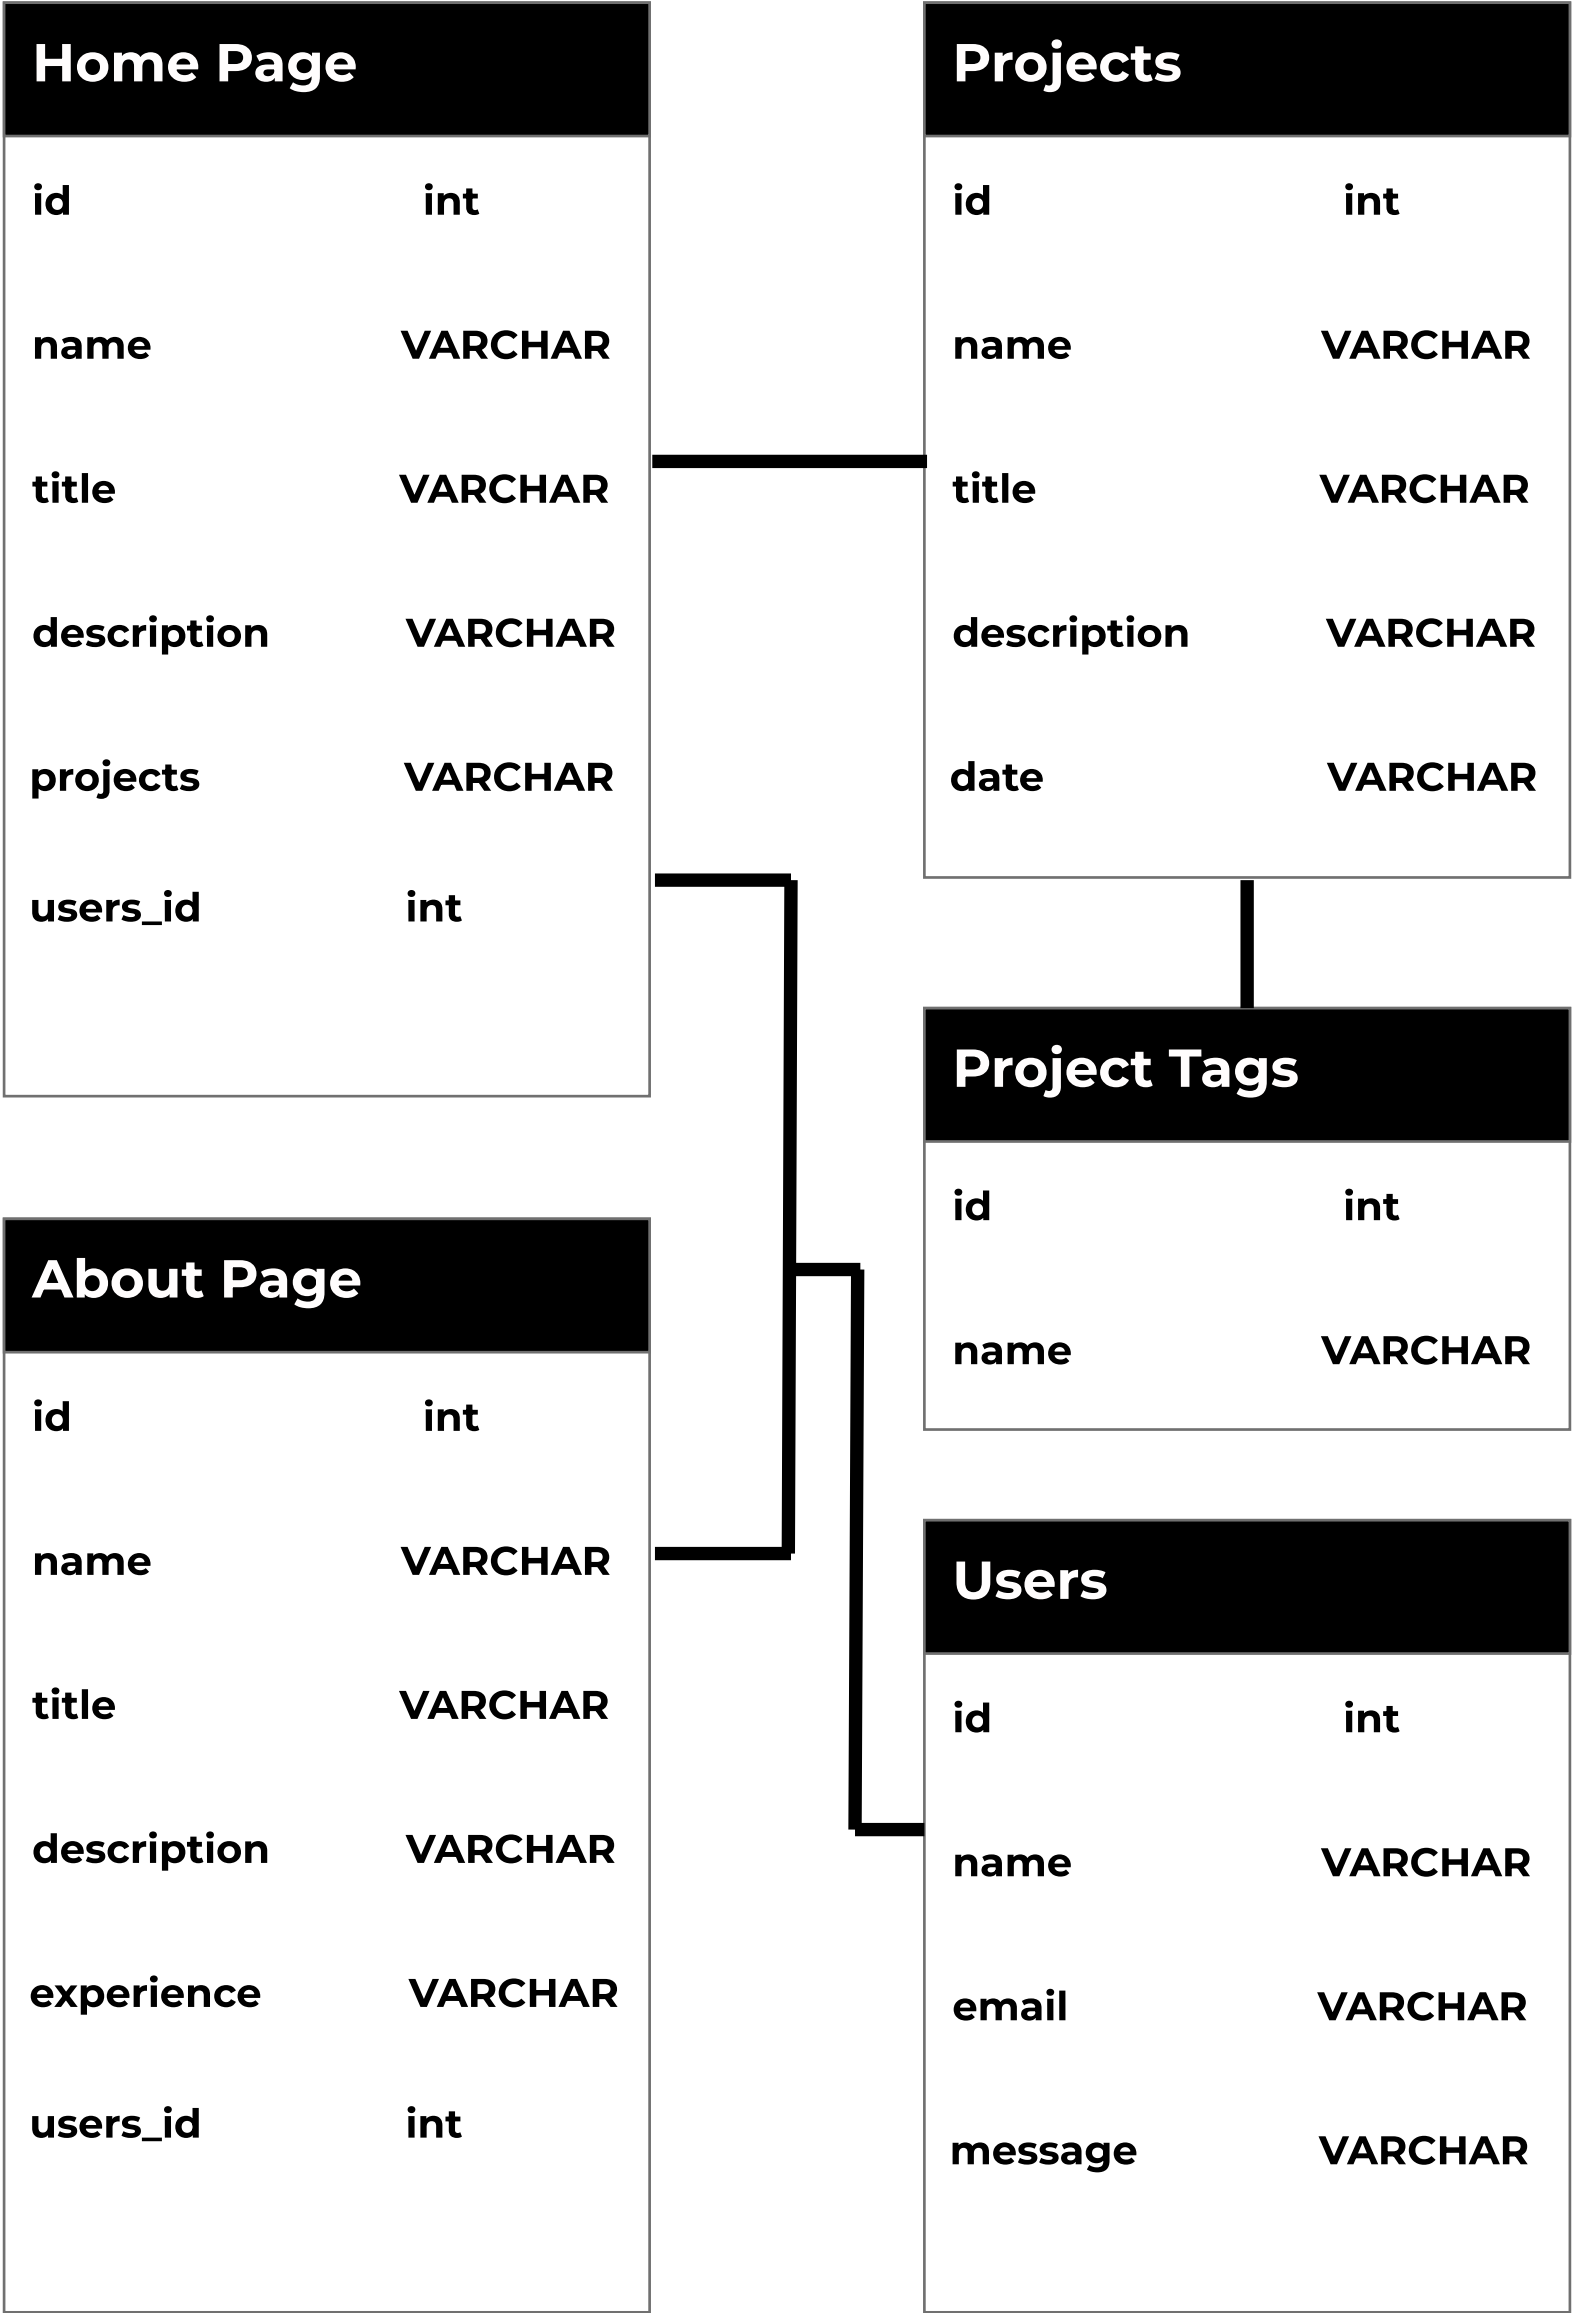 Home Page
id int
name VARCHAR
title VARCHAR
description VARCHAR
projects VARCHAR
users_id int
Projects
id int
name VARCHAR
title VARCHAR
description VARCHAR
date VARCHAR
Project Tags
id int
name VARCHAR
About Page
id int
name VARCHAR
title VARCHAR
description VARCHAR
experience VARCHAR
users_id int
Users
id int
name VARCHAR
email VARCHAR
message VARCHAR